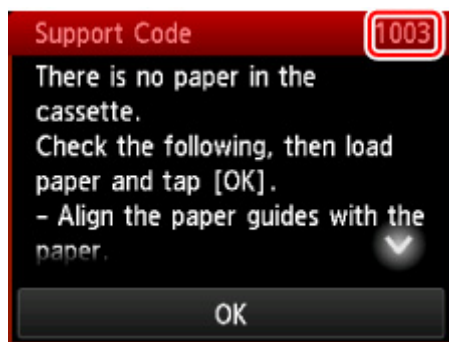 Support Code 1003
There is no paper in the
cassette.
Check the following, then load
paper and tap [OK].
- Align the paper guides with the
paper.
OK